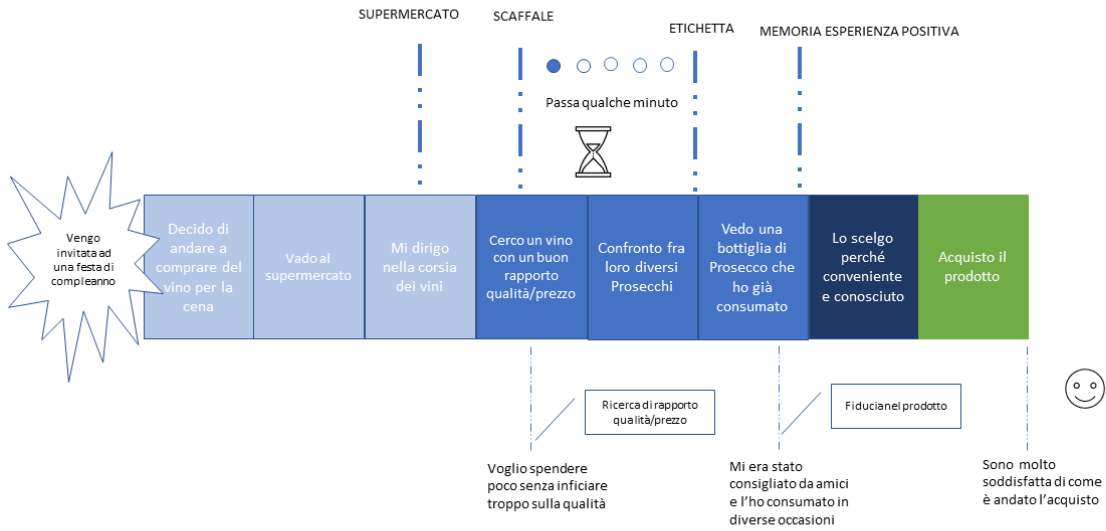 SUPERMERCATO
SCAFFALE
ETICHETTA
MEMORIA ESPERIENZA POSITIVA
Passa qualche minuto
Vengo
invitata ad
una festa di
compleanno
Decido di
andare a
comprare del
vino per la
cena
Vado al
supermercato
Mi dirigo
nella corsia
dei vini
Cerco un vino
con un buon
rapporto
qualità/prezzo
Confronto fra
loro diversi
Prosecchi
Vedo una
bottiglia di
Prosecco che
ho già
consumato
Lo scelgo
perché
conveniente
e conosciuto
Acquisto il
prodotto
Ricerca di rapporto
qualità/prezzo
Fiducia nel prodotto
Voglio spendere
poco senza inficiare
troppo sulla qualità
Mi era stato
consigliato da amici
e l'ho consumato in
diverse occasioni
Sono molto
soddisfatta di come
è andato l'acquisto